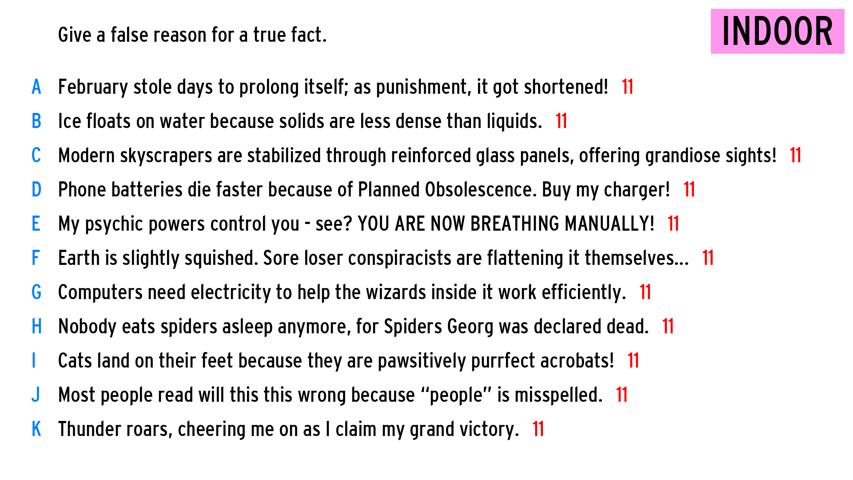 Give a false reason for a true fact.
INDOOR
A February stole days to prolong itself; as punishment, it got shortened! 11
B Ice floats on water because solids are less dense than liquids. 11
C Modern skyscrapers are stabilized through reinforced glass panels, offering grandiose sights! 11
D Phone batteries die faster because of Planned Obsolescence. Buy my charger! 11
E My psychic powers control you - see? YOU ARE NOW BREATHING MANUALLY! 11
F Earth is slightly squished. Sore loser conspiracists are flattening it themselves... 11
G Computers need electricity to help the wizards inside it work efficiently. 11
H Nobody eats spiders asleep anymore, for Spiders Georg was declared dead. 11
I Cats land on their feet because they are pawsitively purrfect acrobats! 11
J Most people read will this this wrong because “people” is misspelled. 11
K Thunder roars, cheering me on as I claim my grand victory. 11